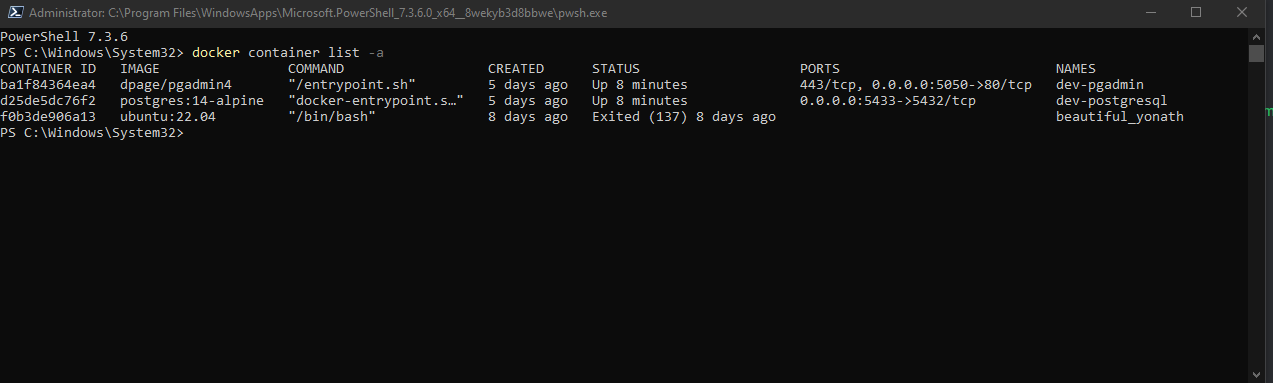 Administrator: C:\Program Files\WindowsApps\Microsoft.PowerShell_7.3.6.0_x64__8wekyb3d8bbwe\pwsh.exe
PowerShell 7.3.6
PS C:\Windows\System32> docker container list -a
CONTAINER ID   IMAGE                COMMAND                  CREATED      STATUS                    PORTS                           NAMES
ba1f84364ea4   dpage/pgadmin4       "/entrypoint.sh"         5 days ago   Up 8 minutes              443/tcp, 0.0.0.0:5050->80/tcp   dev-pgadmin
d25de5dc76f2   postgres:14-alpine   "docker-entrypoint.s…"   5 days ago   Up 8 minutes              0.0.0.0:5433->5432/tcp          dev-postgresql
f0b3de906a13   ubuntu:22.04         "/bin/bash"              8 days ago   Exited (137) 8 days ago                                   beautiful_yonath
PS C:\Windows\System32>